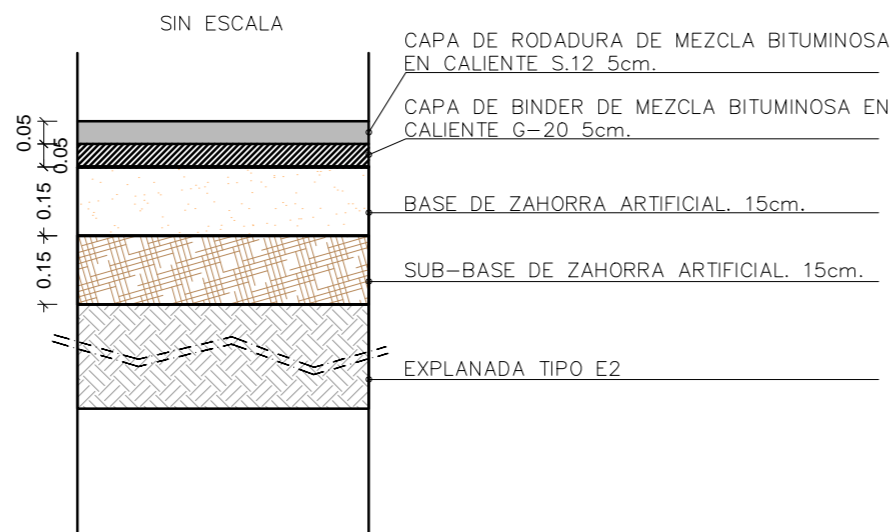 SIN ESCALA
CAPA DE RODADURA DE MEZCLA BITUMINOSA
EN CALIENTE S.12 5cm.
CAPA DE BINDER DE MEZCLA BITUMINOSA EN
CALIENTE G-20 5cm.
0.05
0.05
0.15
BASE DE ZAHORRA ARTIFICIAL. 15cm.
0.15
SUB-BASE DE ZAHORRA ARTIFICIAL. 15cm.
EXPLANADA TIPO E2